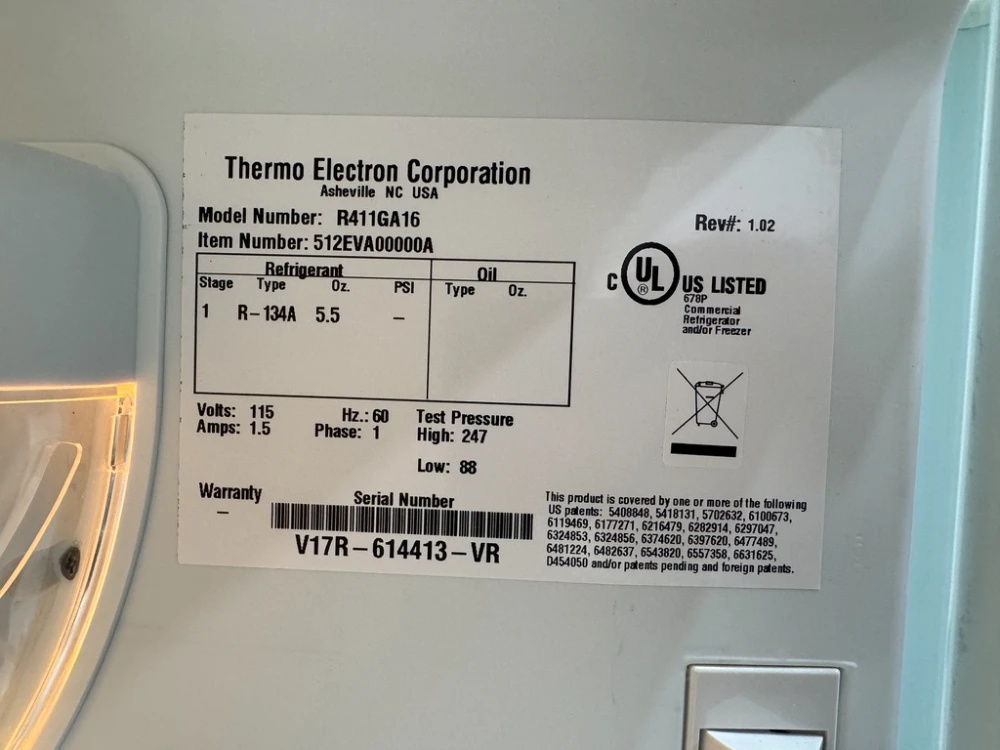 Thermo Electron Corporation
Asheville NC USA
Model Number: R411GA16
Rev#: 1.02
Item Number: 512EVA00000A
Refrigerant Oil
Stage Type Oz. PSI Type Oz.
1 R-134A 5.5 –
C UL ® US LISTED
678P
Commercial
Refrigerator
and/or Freezer
Volts: 115 Hz.: 60 Test Pressure
Amps: 1.5 Phase: 1 High: 247
Low: 88
Warranty Serial Number
–
V17R-614413-VR
This product is covered by one or more of the following
US patents: 5408848, 5418131, 5702632, 6100673,
6119469, 6177271, 6216479, 6282914, 6297047,
6324853, 6324856, 6374620, 6397620, 6477489,
6481224, 6482637, 6543820, 6557358, 6631625,
D454050 and/or patents pending and foreign patents.